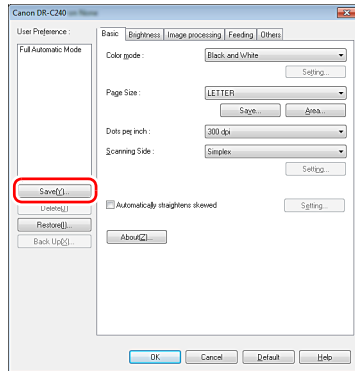 Canon DR-C240 on None
User Preference :
Full Automatic Mode
Save(Y)...
Delete(J)
Restore(I)...
Back Up(X)...
Basic Brightness Image processing Feeding Others
Color mode : Black and White
Setting...
Page Size : LETTER
Save... Area...
Dots per inch : 300 dpi
Scanning Side : Simplex
Setting...
Automatically straightens skewed Setting...
About(Z)...
OK Cancel Default Help